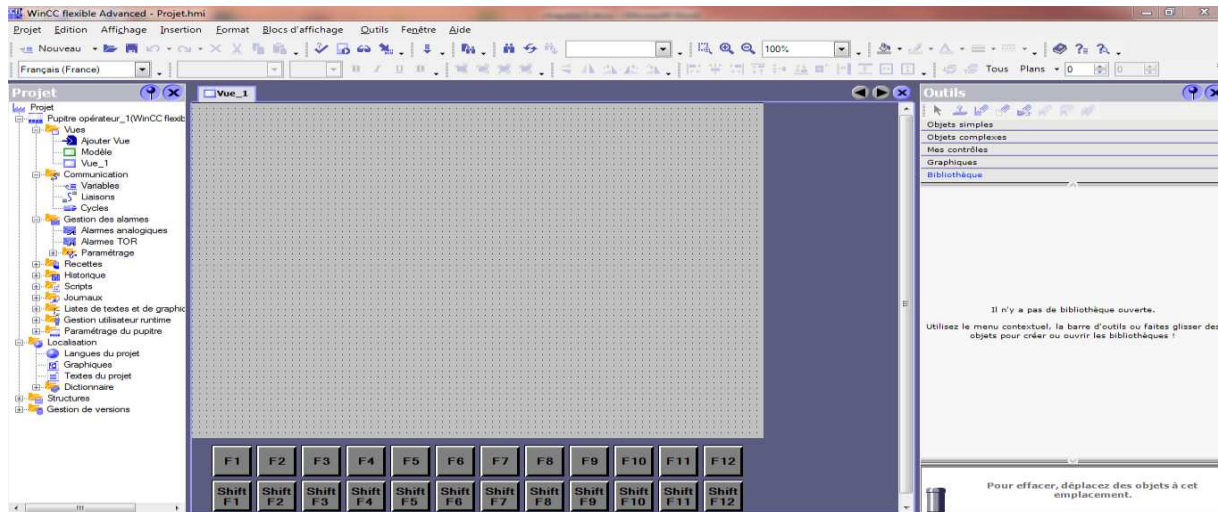 WinCC flexible Advanced - Projet.hmi
Projet Edition Affichage Insertion Format Blocs d'affichage Outils Fenêtre Aide
Nouveau 100%
Français (France) Tous Plans 0 0
Projet
Projet
Pupitre opérateur_1(WinCC flexib
Vues
Ajouter Vue
Modèle
Vue_1
Communication
Variables
Liaisons
Cycles
Gestion des alarmes
Alarmes analogiques
Alarmes TOR
Paramétrage
Recettes
Historique
Scripts
Journaux
Listes de textes et de graphic
Gestion utilisateur runtime
Paramétrage du pupitre
Localisation
Langues du projet
Graphiques
Textes du projet
Dictionnaire
Structures
Gestion de versions
Vue_1
F1 F2 F3 F4 F5 F6 F7 F8 F9 F10 F11 F12
Shift Shift Shift Shift Shift Shift Shift Shift Shift Shift Shift Shift
F1 F2 F3 F4 F5 F6 F7 F8 F9 F10 F11 F12
Outils
Objets simples
Objets complexes
Mes contrôles
Graphiques
Bibliothèque
Il n'y a pas de bibliothèque ouverte.
Utilisez le menu contextuel, la barre d'outils ou faites glisser des
objets pour créer ou ouvrir les bibliothèques !
Pour effacer, déplacez des objets à cet
emplacement.